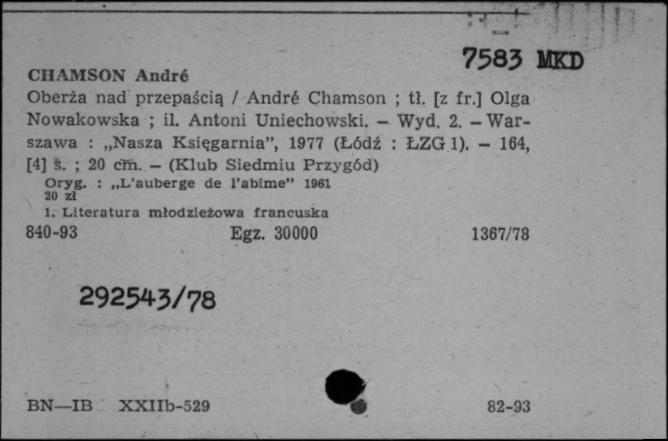 7583 MKD
CHAMSON André
Oberża nad przepaścią / André Chamson ; tł. [z fr.] Olga
Nowakowska ; il. Antoni Uniechowski. — Wyd. 2. — War-
szawa : „Nasza Księgarnia”, 1977 (Łódź : ŁZG 1). — 164,
[4] s. ; 20 cm. — (Klub Siedmiu Przygód)
Oryg. : „L'auberge de l'abîme” 1961
20 zł
1. Literatura młodzieżowa francuska
840-93 Egz. 30000 1367/78
292543/78
BN—IB XXIIb-529 82-93